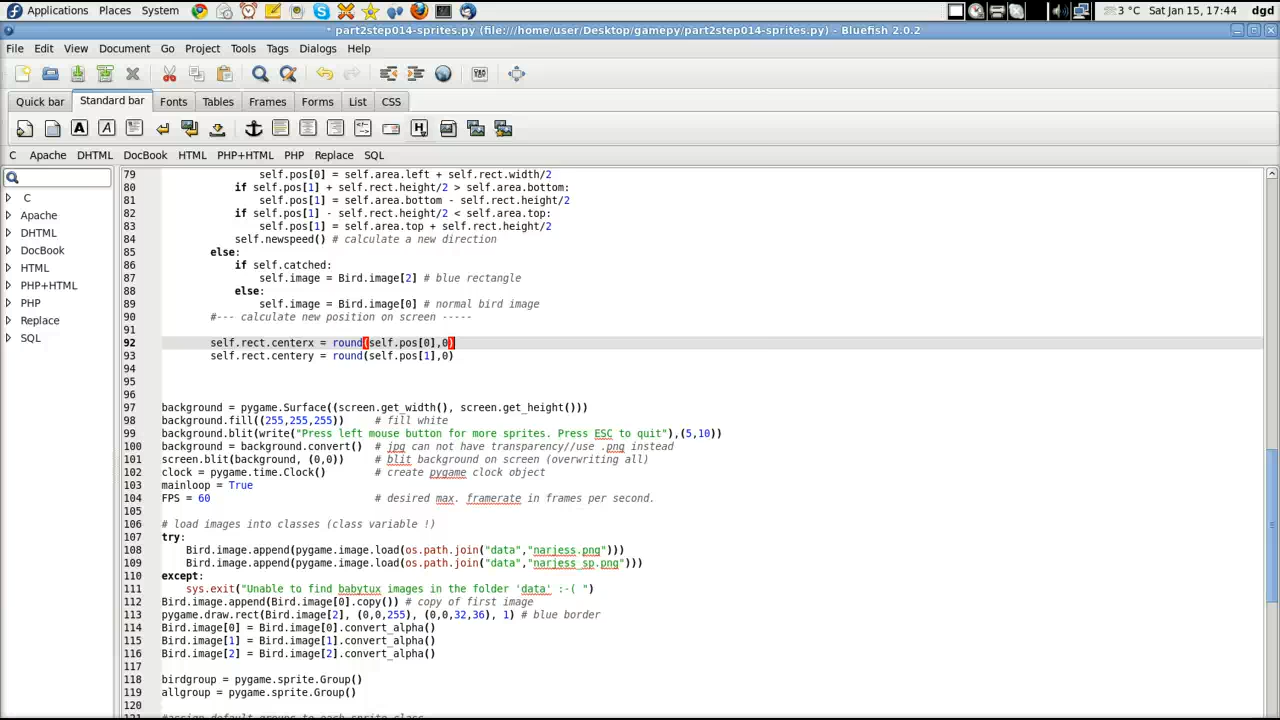 Applications Places System 3 °C Sat Jan 15, 17:44 dgd
* part2step014-sprites.py (file:///home/user/Desktop/gamepy/part2step014-sprites.py) - Bluefish 2.0.2
File Edit View Document Go Project Tools Tags Dialogs Help
Quick bar Standard bar Fonts Tables Frames Forms List CSS
C Apache DHTML DocBook HTML PHP+HTML PHP Replace SQL
C
Apache
DHTML
DocBook
HTML
PHP+HTML
PHP
Replace
SQL
79 self.pos[0] = self.area.left + self.rect.width/2
80 if self.pos[1] + self.rect.height/2 > self.area.bottom:
81 self.pos[1] = self.area.bottom - self.rect.height/2
82 if self.pos[1] - self.rect.height/2 < self.area.top:
83 self.pos[1] = self.area.top + self.rect.height/2
84 self.newspeed() # calculate a new direction
85 else:
86 if self.catched:
87 self.image = Bird.image[2] # blue rectangle
88 else:
89 self.image = Bird.image[0] # normal bird image
90 #--- calculate new position on screen -----
91
92 self.rect.centerx = round(self.pos[0],0)
93 self.rect.centery = round(self.pos[1],0)
94
95
96
97 background = pygame.Surface((screen.get_width(), screen.get_height()))
98 background.fill((255,255,255)) # fill white
99 background.blit(write("Press left mouse button for more sprites. Press ESC to quit"),(5,10))
100 background = background.convert() # jpg can not have transparency//use .png instead
101 screen.blit(background, (0,0)) # blit background on screen (overwriting all)
102 clock = pygame.time.Clock() # create pygame clock object
103 mainloop = True
104 FPS = 60 # desired max. framerate in frames per second.
105
106 # load images into classes (class variable !)
107 try:
108 Bird.image.append(pygame.image.load(os.path.join("data","narjess.png")))
109 Bird.image.append(pygame.image.load(os.path.join("data","narjess_sp.png")))
110 except:
111 sys.exit("Unable to find babytux images in the folder 'data' :-( ")
112 Bird.image.append(Bird.image[0].copy()) # copy of first image
113 pygame.draw.rect(Bird.image[2], (0,0,255), (0,0,32,36), 1) # blue border
114 Bird.image[0] = Bird.image[0].convert_alpha()
115 Bird.image[1] = Bird.image[1].convert_alpha()
116 Bird.image[2] = Bird.image[2].convert_alpha()
117
118 birdgroup = pygame.sprite.Group()
119 allgroup = pygame.sprite.Group()
120
121 #assign default groups to each sprite class